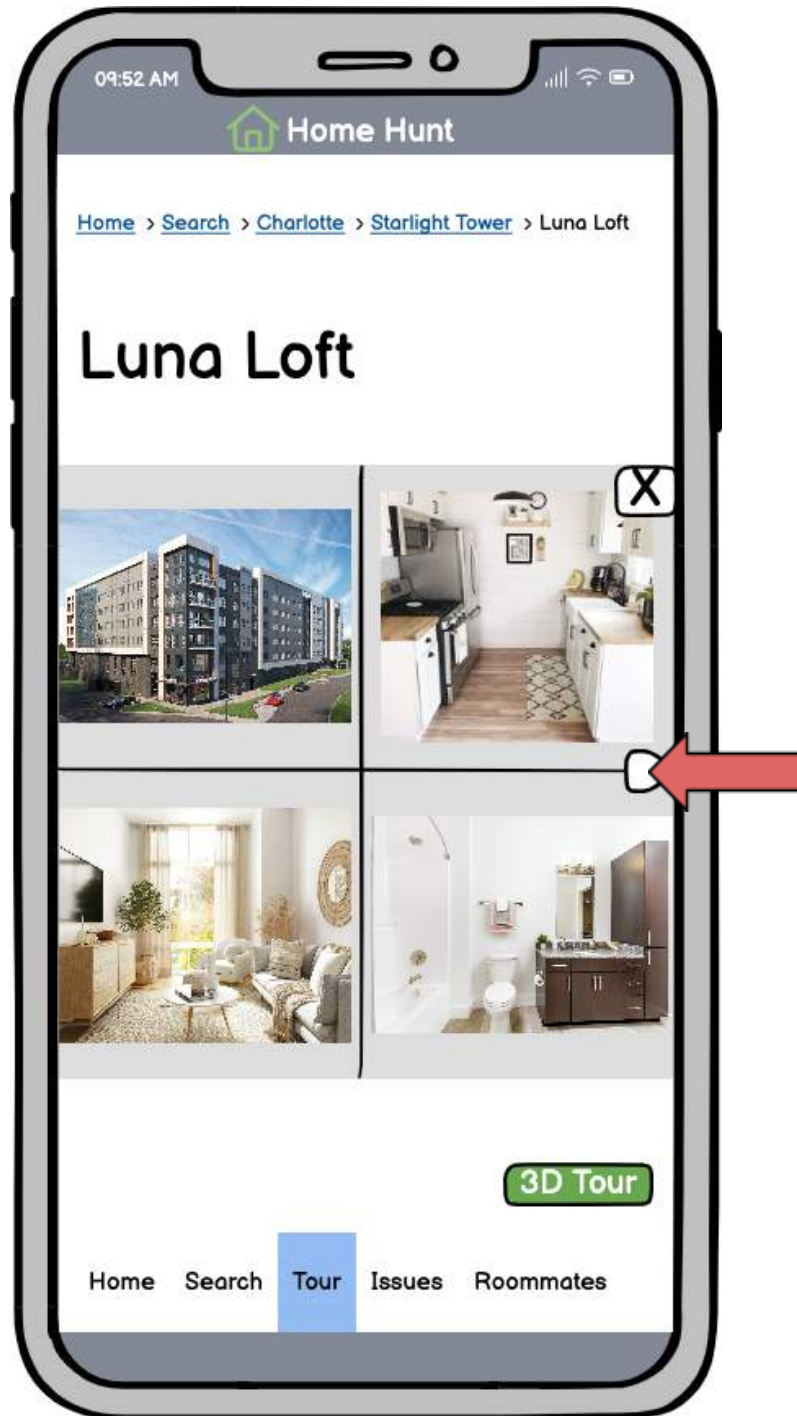 09:52 AM
Home Hunt
Home > Search > Charlotte > Starlight Tower > Luna Loft
Luna Loft
X
3D Tour
Home Search Tour Issues Roommates